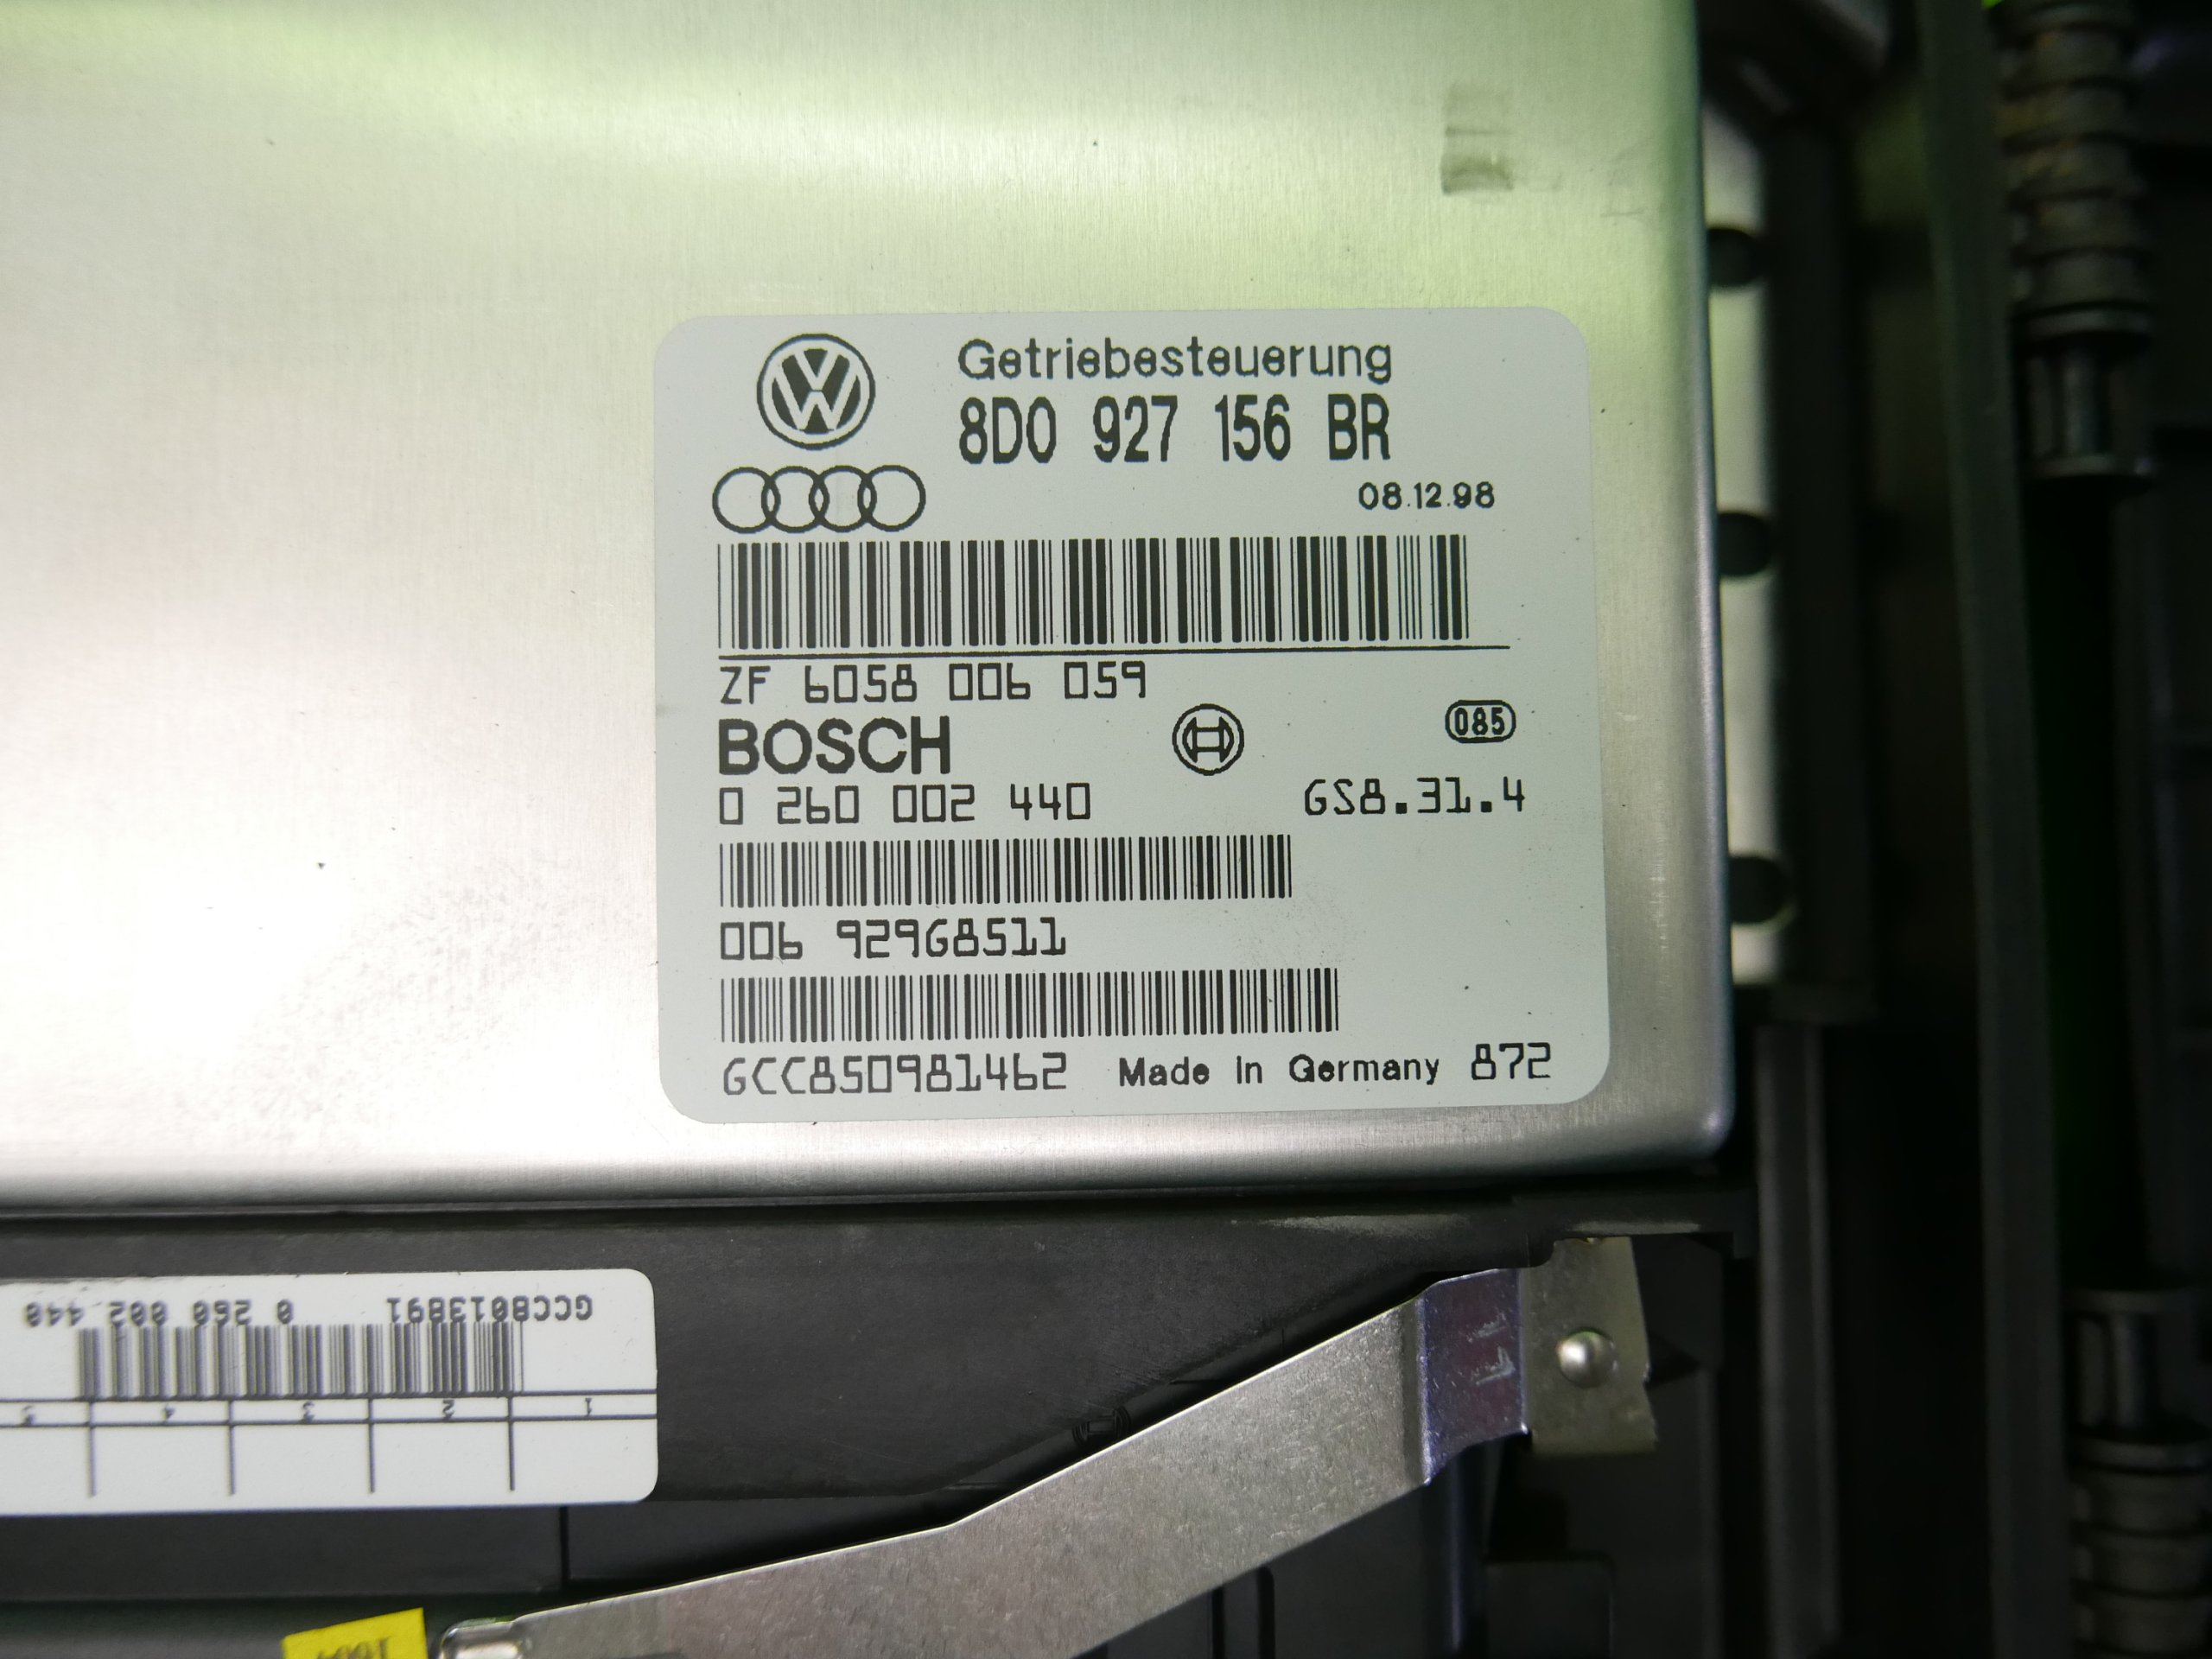 Getriebesteuerung
8D0 927 156 BR
08.12.98
ZF 6058 006 059
BOSCH
085
0 260 002 440
GS8.31.4
006 929G8511
GCC850981462 Made in Germany 872
GCC8013891 0 260 002 440
1 2 3 4 5